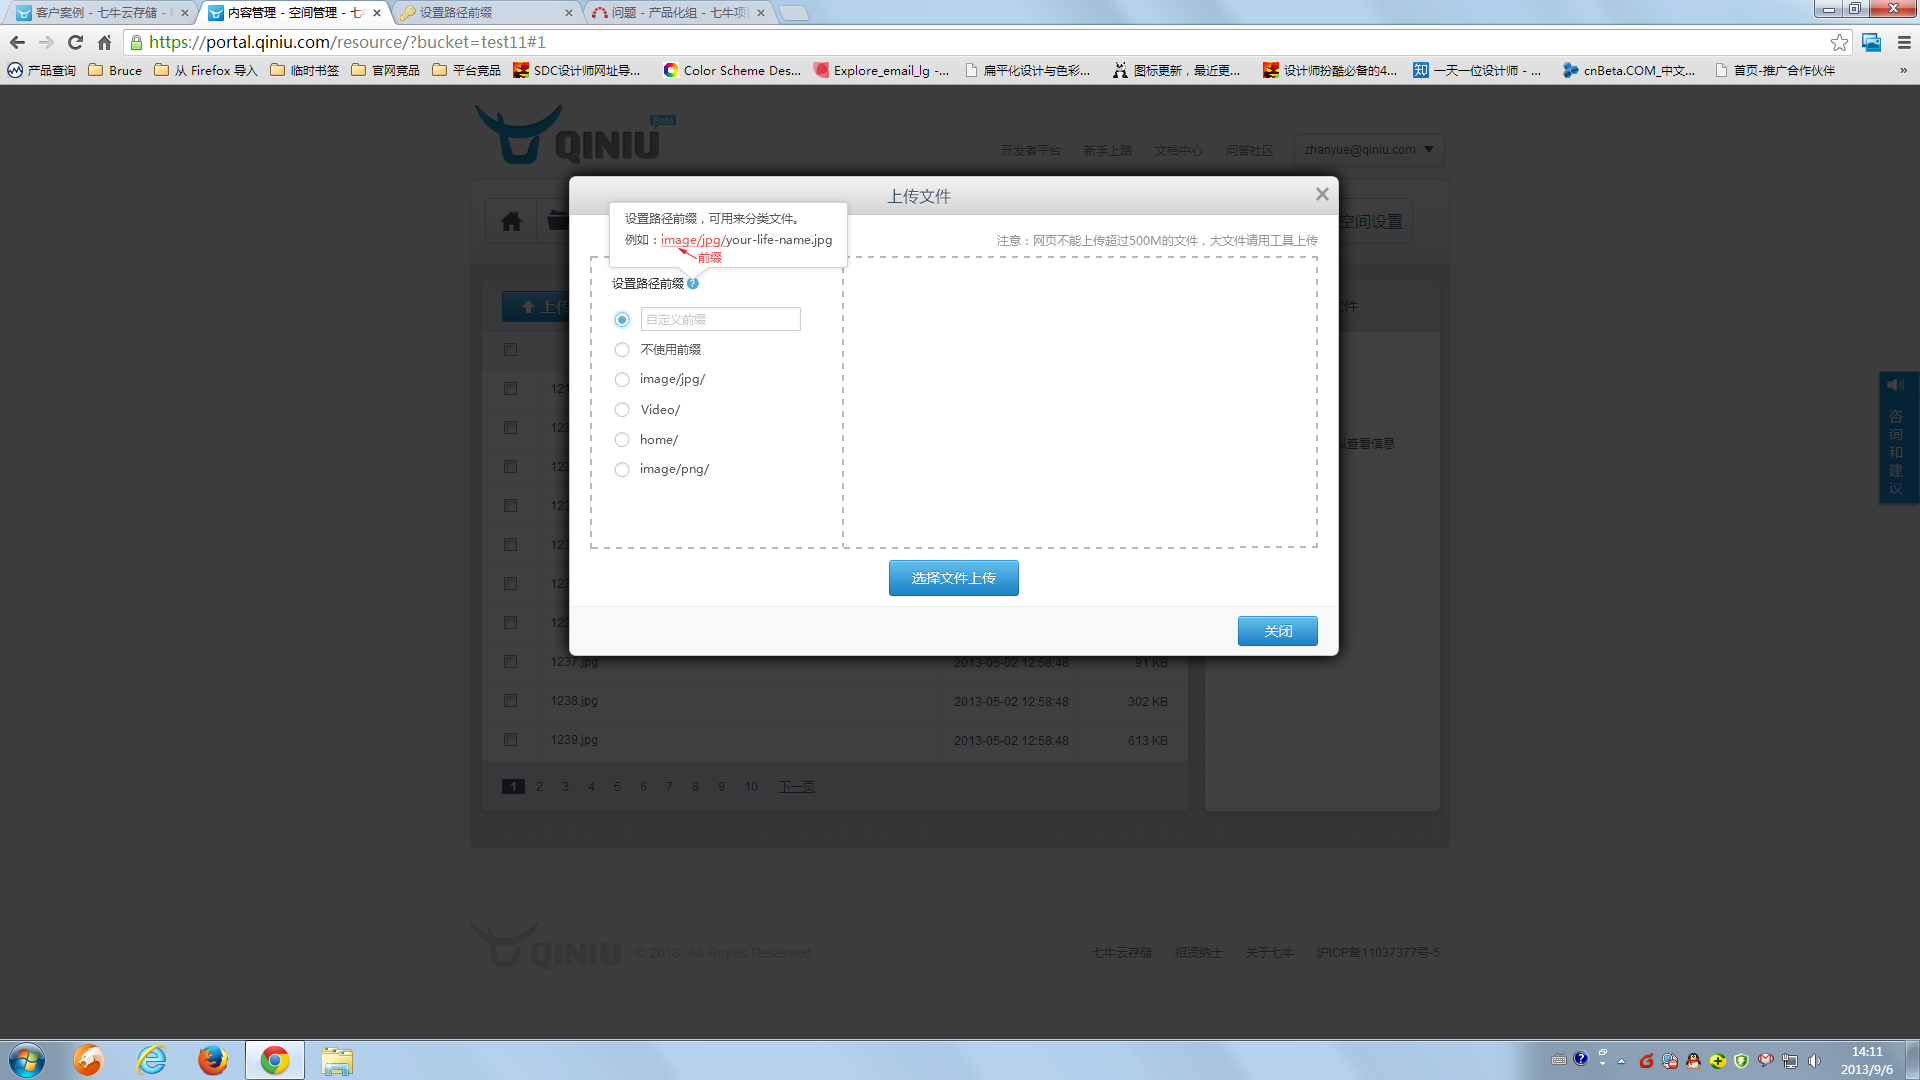 客户案例 - 七牛云存储 -
内容管理 - 空间管理 - 七
设置路径前缀
问题 - 产品化组 - 七牛项
https://portal.qiniu.com/resource/?bucket=test11#1
产品查询
Bruce
从 Firefox 导入
临时书签
官网竞品
平台竞品
SDC设计师网址导...
Color Scheme Des...
Explore_email_lg -...
扁平化设计与色彩...
图标更新，最近更...
设计师扮酷必备的4...
一天一位设计师 - ...
cnBeta.COM_中文...
首页-推广合作伙伴
»
QINIU
Beta
开发者平台
新手上路
文档中心
问答社区
zhanyue@qiniu.com
上传文件
空间设置
设置路径前缀，可用来分类文件。
例如：image/jpg/your-life-name.jpg
前缀
注意：网页不能上传超过500M的文件，大文件请用工具上传
设置路径前缀
自定义前缀
不使用前缀
image/jpg/
Video/
home/
image/png/
选择文件上传
关闭
上传
件
查看信息
咨询和建议
1237.jpg 2013-05-02 12:58:48 91 KB
1238.jpg 2013-05-02 12:58:48 302 KB
1239.jpg 2013-05-02 12:58:48 613 KB
1 2 3 4 5 6 7 8 9 10 下一页
QINIU © 2013. All Rights Reserved
七牛云存储
招贤纳士
关于七牛
沪ICP备11037377号-5
14:11
2013/9/6